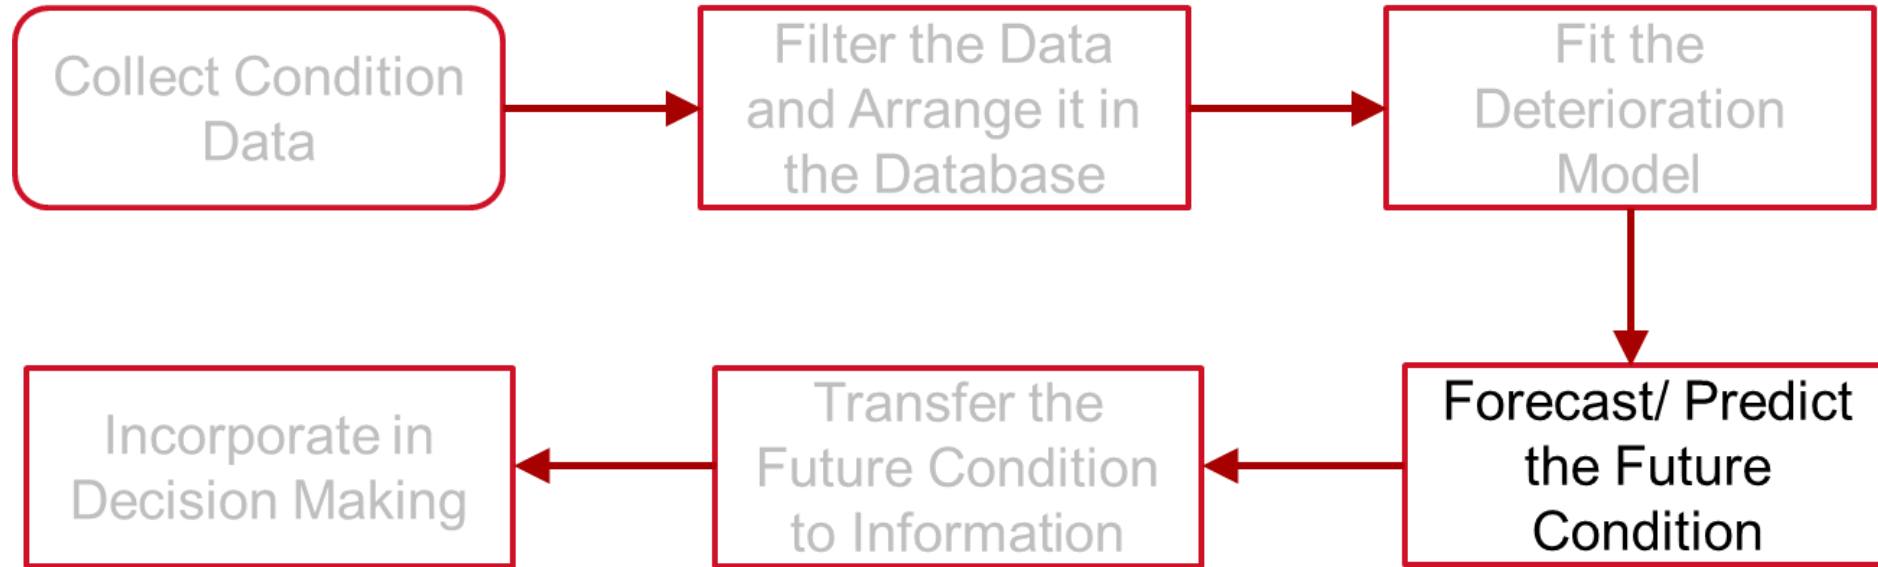 Collect Condition
Data
Filter the Data
and Arrange it in
the Database
Fit the
Deterioration
Model
Forecast/ Predict
the Future
Condition
Transfer the
Future Condition
to Information
Incorporate in
Decision Making